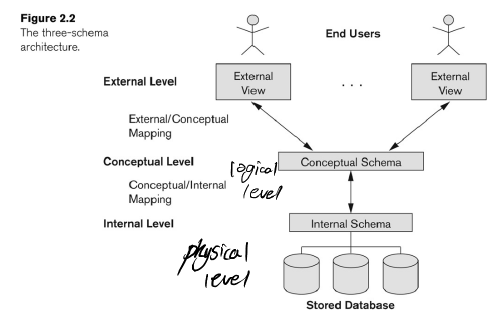 Figure 2.2
The three-schema
architecture.
End Users
External Level
External
View
. . .
External
View
External/Conceptual
Mapping
Conceptual Level
logical
level
Conceptual Schema
Conceptual/Internal
Mapping
Internal Level
Internal Schema
physical
level
Stored Database